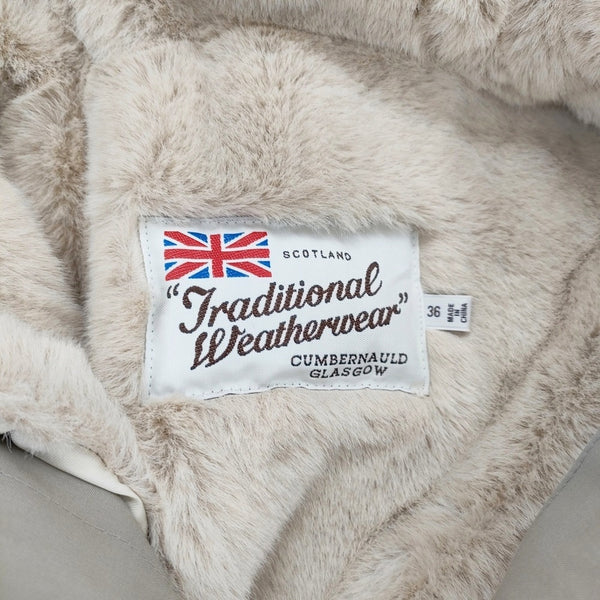 SCOTLAND
"Traditional
Weatherwear"
CUMBERNAULD
GLASGOW
36
MADE
IN
CHINA